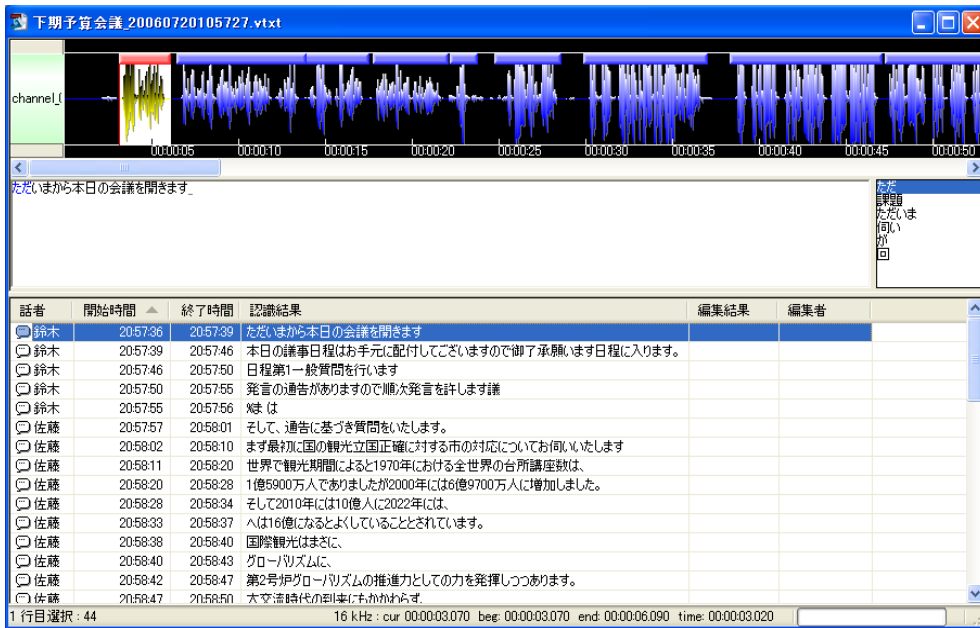 下期予算会議_20060720105727.vtxt
channel_(
00:00:05 00:00:10 00:00:15 00:00:20 00:00:25 00:00:30 00:00:35 00:00:40 00:00:45 00:00:50
ただいまから本日の会議を開きます
ただ
課題
ただいま
伺い
が
回
話者 開始時間 終了時間 認識結果 編集結果 編集者
鈴木 20:57:36 20:57:39 ただいまから本日の会議を開きます
鈴木 20:57:39 20:57:46 本日の議事日程はお手元に配付してございますので御了承願います日程に入ります。
鈴木 20:57:46 20:57:50 日程第1一般質問を行います
鈴木 20:57:50 20:57:55 発言の通告がありますので順次発言を許します議
鈴木 20:57:55 20:57:56 %ま は
佐藤 20:57:57 20:58:01 そして、通告に基づき質問をいたします。
佐藤 20:58:02 20:58:10 まず最初に国の観光立国正確に対する市の対応についてお伺いいたします
佐藤 20:58:11 20:58:20 世界で観光期間によると1970年における全世界の台所講座数は、
佐藤 20:58:20 20:58:28 1億5900万人でありましたが2000年には6億9700万人に増加しました。
佐藤 20:58:28 20:58:34 そして2010年には10億人に2022年には、
佐藤 20:58:33 20:58:37 へは16億になるとよくしていることとされています。
佐藤 20:58:38 20:58:40 国際観光はまさに、
佐藤 20:58:40 20:58:43 グローバリズムに、
佐藤 20:58:42 20:58:47 第2号炉グローバリズムの推進力としての力を発揮しつつあります。
佐藤 20:58:47 20:58:50 大交流時代の到来にもかかわらず、
1 行目選択 : 44 16 kHz : cur 00:00:03.070 beg: 00:00:03.070 end: 00:00:06.090 time: 00:00:03.020